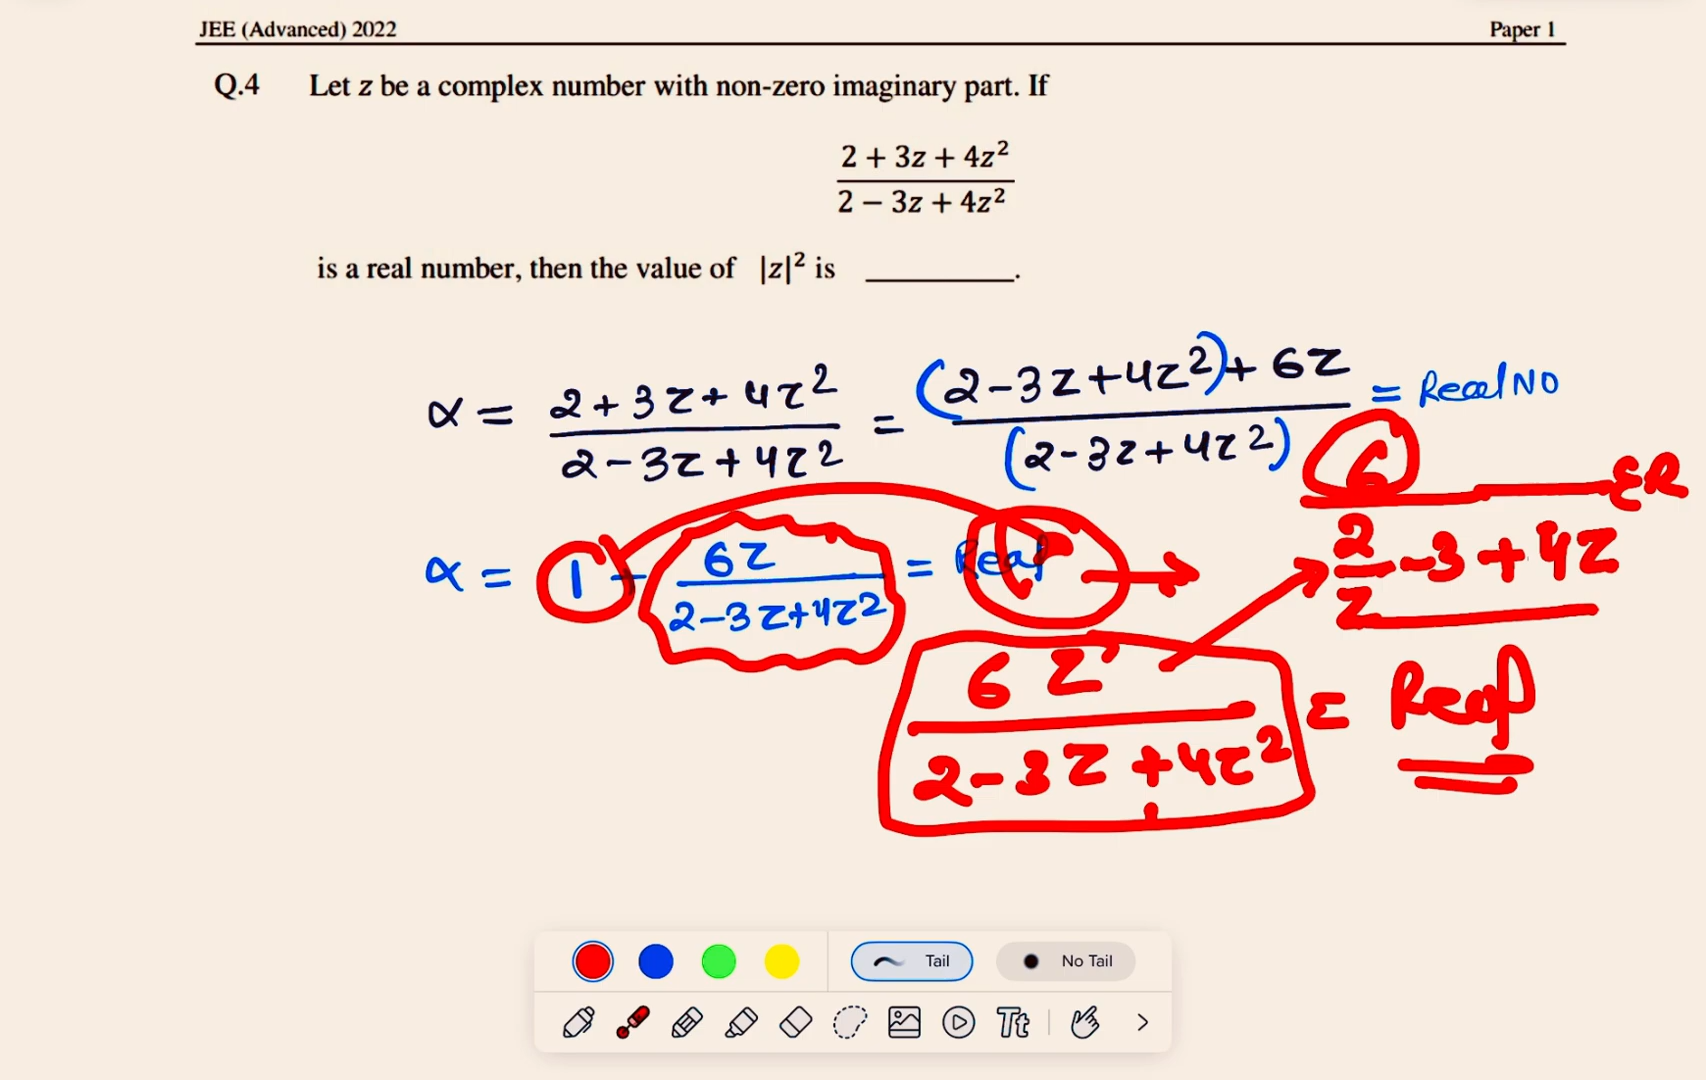 JEE (Advanced) 2022 Paper 1
Q.4 Let z be a complex number with non-zero imaginary part. If
2 + 3z + 4z²
2 − 3z + 4z²
is a real number, then the value of |z|² is ________.
α = (2+3z+4z²)/(2-3z+4z²) = ((2-3z+4z²)+6z)/((2-3z+4z²)) = Real NO
6/(2/z -3+4z) ∈ R
α = 1 + 6z/(2-3z+4z²) = Real
6z/(2-3z+4z²) = Real
Tail No Tail
Tt